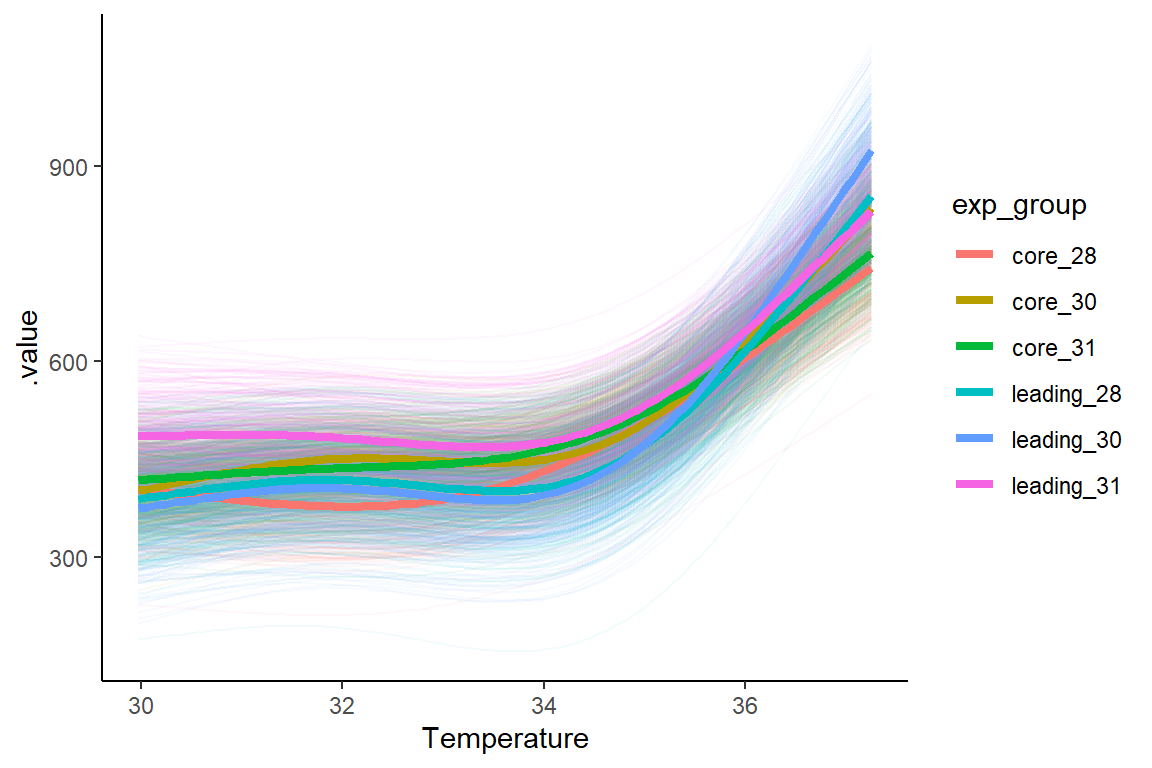 .value
900
600
300
30
32
34
36
Temperature
exp_group
core_28
core_30
core_31
leading_28
leading_30
leading_31